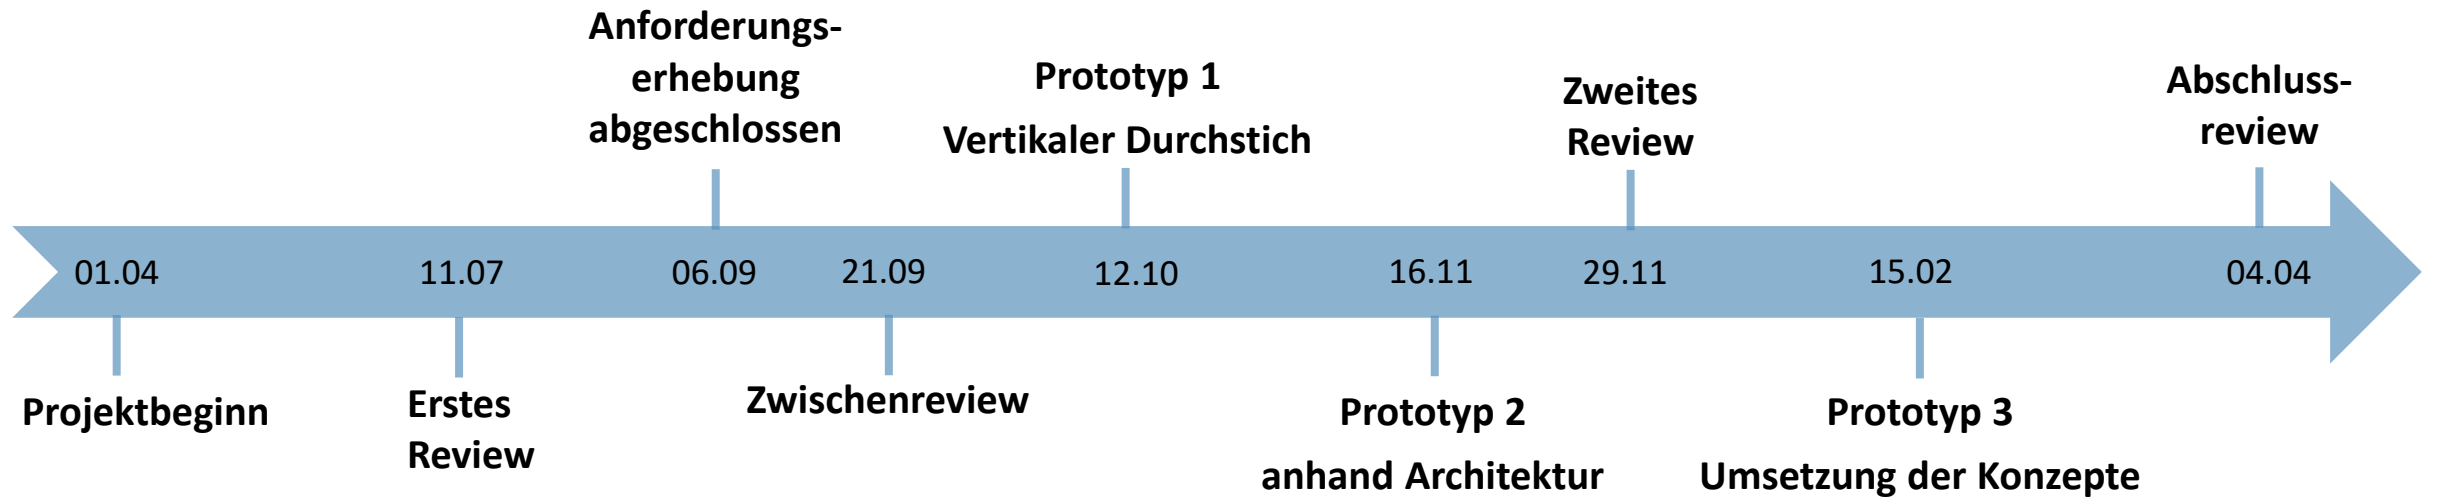 Anforderungs-
erhebung
abgeschlossen
Prototyp 1
Vertikaler Durchstich
Zweites
Review
Abschluss-
review
01.04
11.07
06.09
21.09
12.10
16.11
29.11
15.02
04.04
Projektbeginn
Erstes
Review
Zwischenreview
Prototyp 2
anhand Architektur
Prototyp 3
Umsetzung der Konzepte